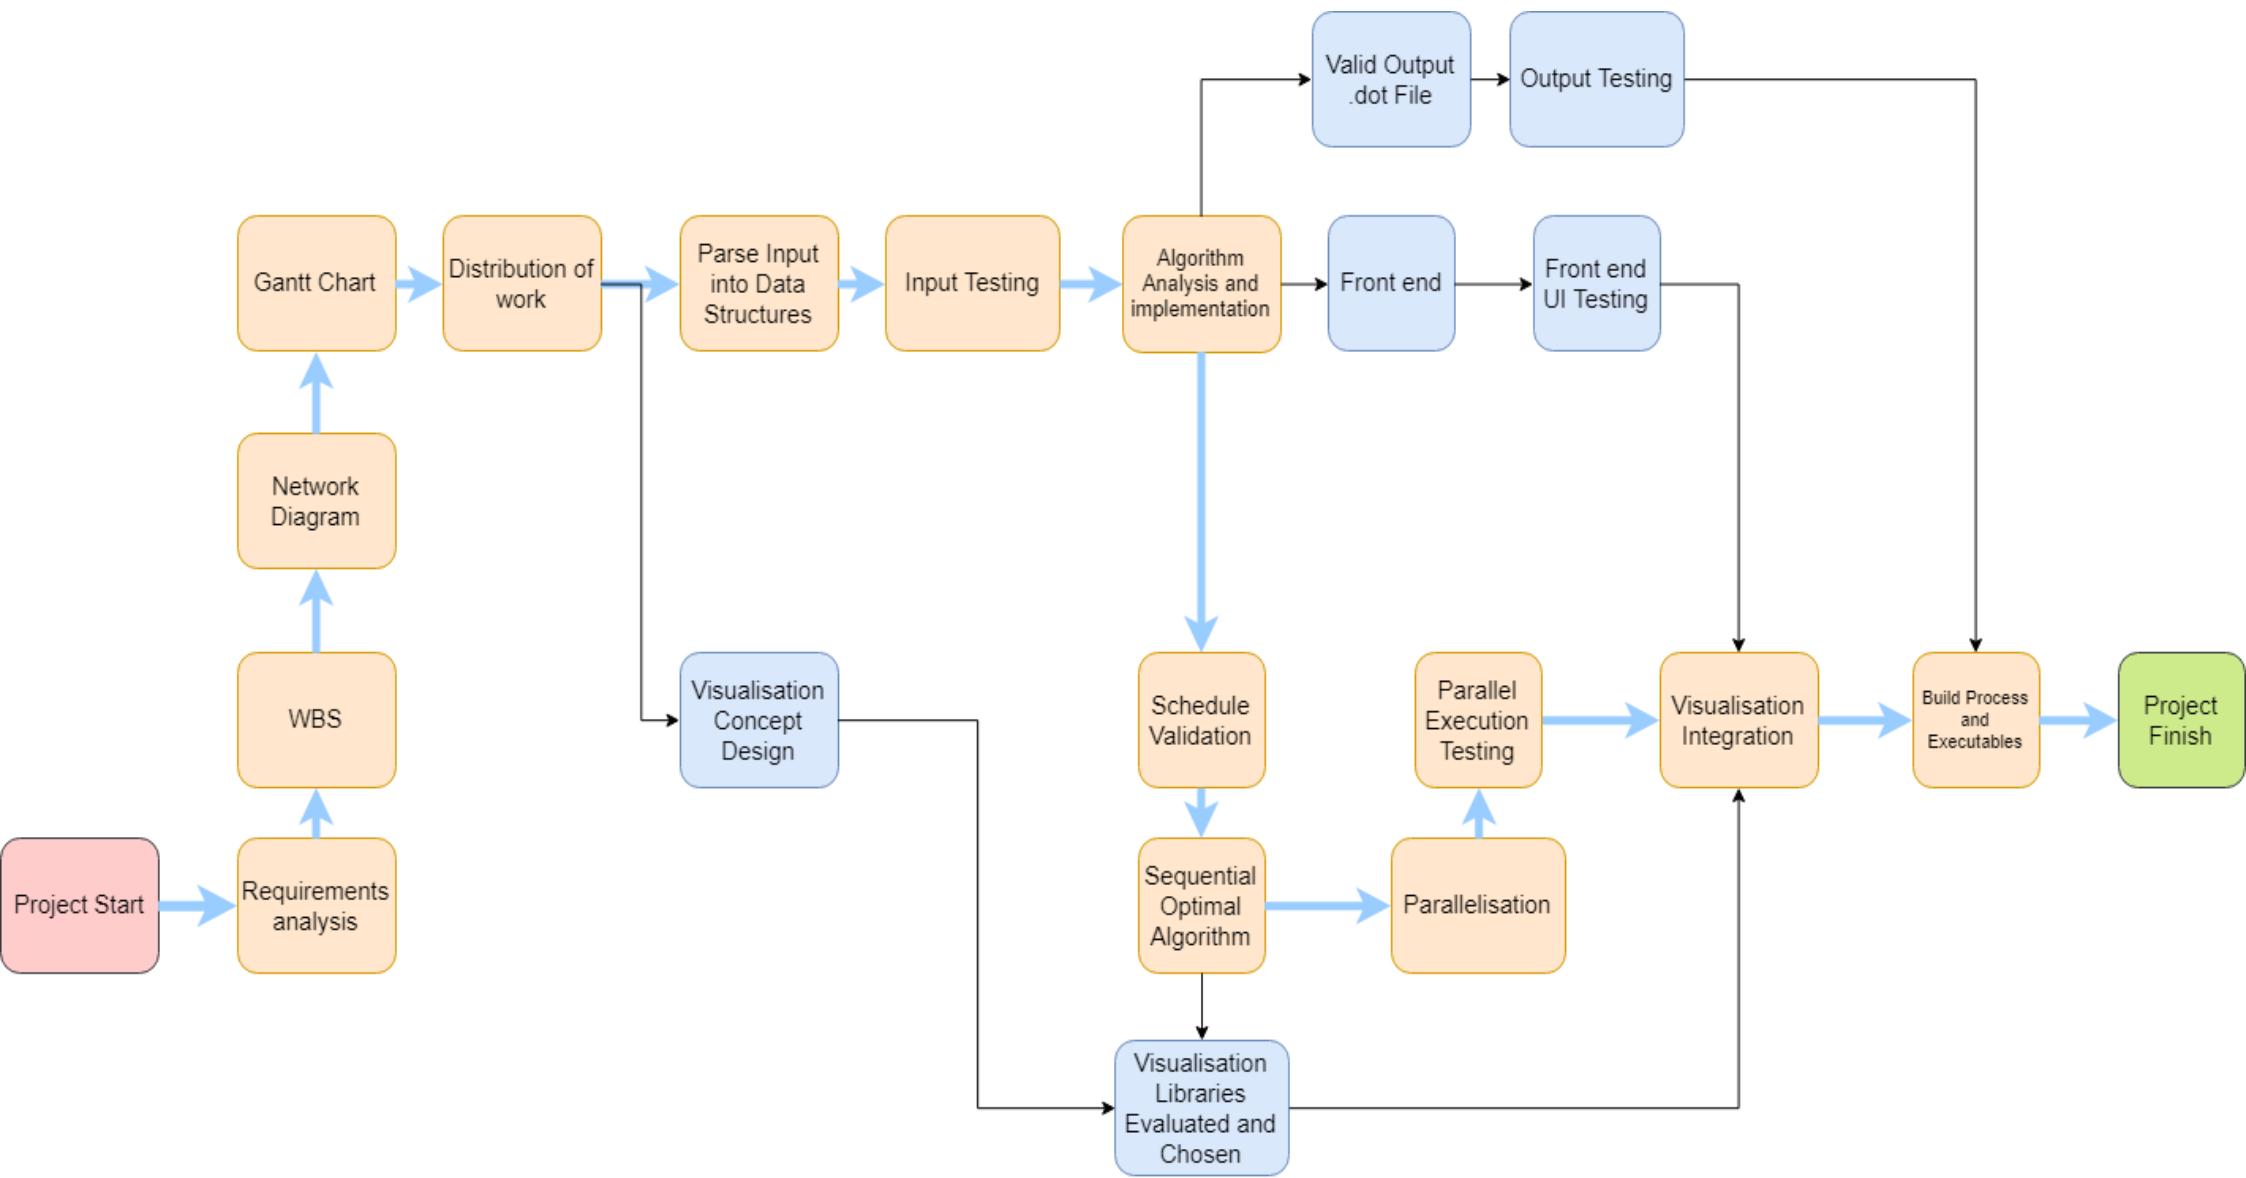 Valid Output
.dot File
Output Testing
Gantt Chart
Distribution of
work
Parse Input
into Data
Structures
Input Testing
Algorithm
Analysis and
implementation
Front end
Front end
UI Testing
Network
Diagram
WBS
Visualisation
Concept
Design
Schedule
Validation
Parallel
Execution
Testing
Visualisation
Integration
Build Process
and
Executables
Project
Finish
Project Start
Requirements
analysis
Sequential
Optimal
Algorithm
Parallelisation
Visualisation
Libraries
Evaluated and
Chosen